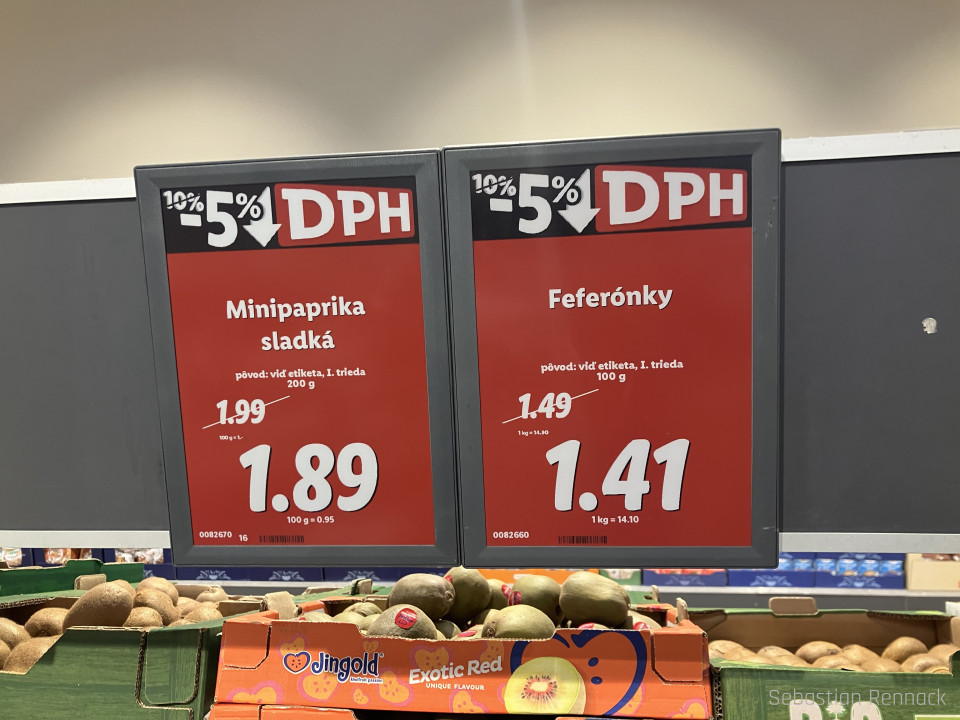 10% -5% DPH
Minipaprika
sladká
pôvod: viď etiketa, I. trieda
200 g
1.99
100 g = 1.-
1.89
100 g = 0.95
0082670 16
10% -5% DPH
Feferónky
pôvod: viď etiketa, I. trieda
100 g
1.49
1 kg = 14.90
1.41
1 kg = 14.10
0082660
Jingold
Exotic Red
UNIQUE FLAVOUR
Sebastian Rennack